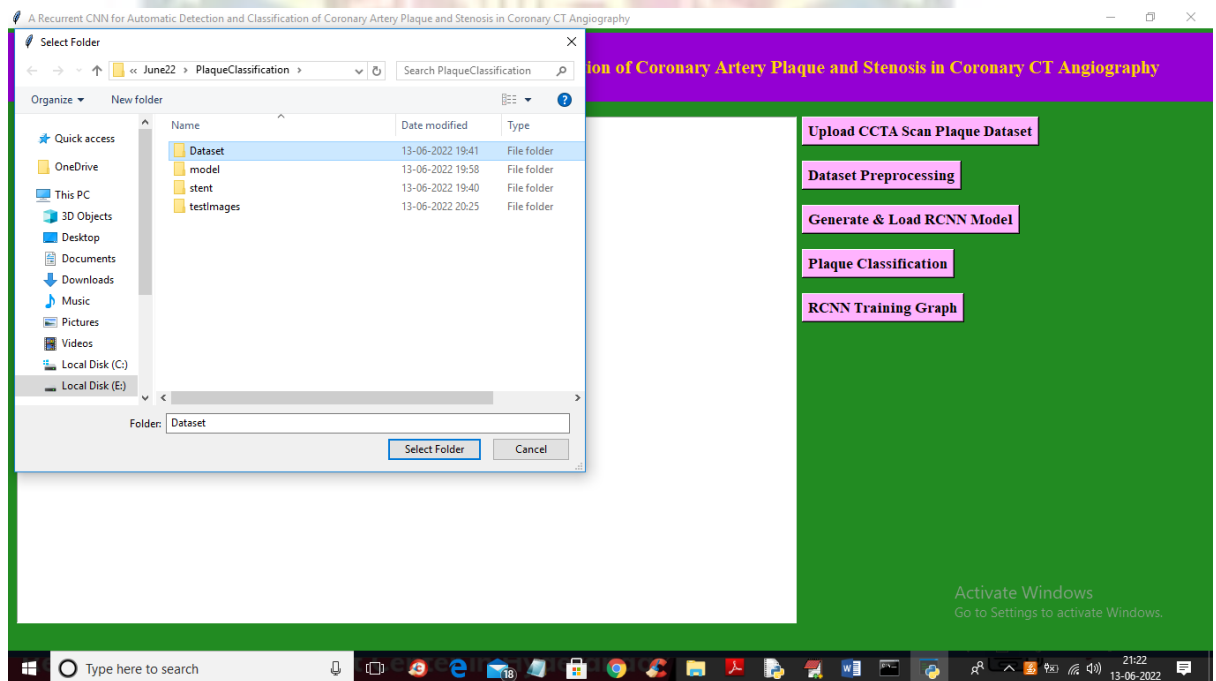 A Recurrent CNN for Automatic Detection and Classification of Coronary Artery Plaque and Stenosis in Coronary CT Angiography
Select Folder
« June22 › PlaqueClassification ›
Search PlaqueClassification
ion of Coronary Artery Plaque and Stenosis in Coronary CT Angiography
Organize
New folder
Name
Date modified
Type
Quick access
OneDrive
This PC
3D Objects
Desktop
Documents
Downloads
Music
Pictures
Videos
Local Disk (C:)
Local Disk (E:)
Dataset 13-06-2022 19:41 File folder
model 13-06-2022 19:58 File folder
stent 13-06-2022 19:40 File folder
testImages 13-06-2022 20:25 File folder
Folder: Dataset
Select Folder
Cancel
Upload CCTA Scan Plaque Dataset
Dataset Preprocessing
Generate & Load RCNN Model
Plaque Classification
RCNN Training Graph
Activate Windows
Go to Settings to activate Windows.
Type here to search
18
21:22
13-06-2022